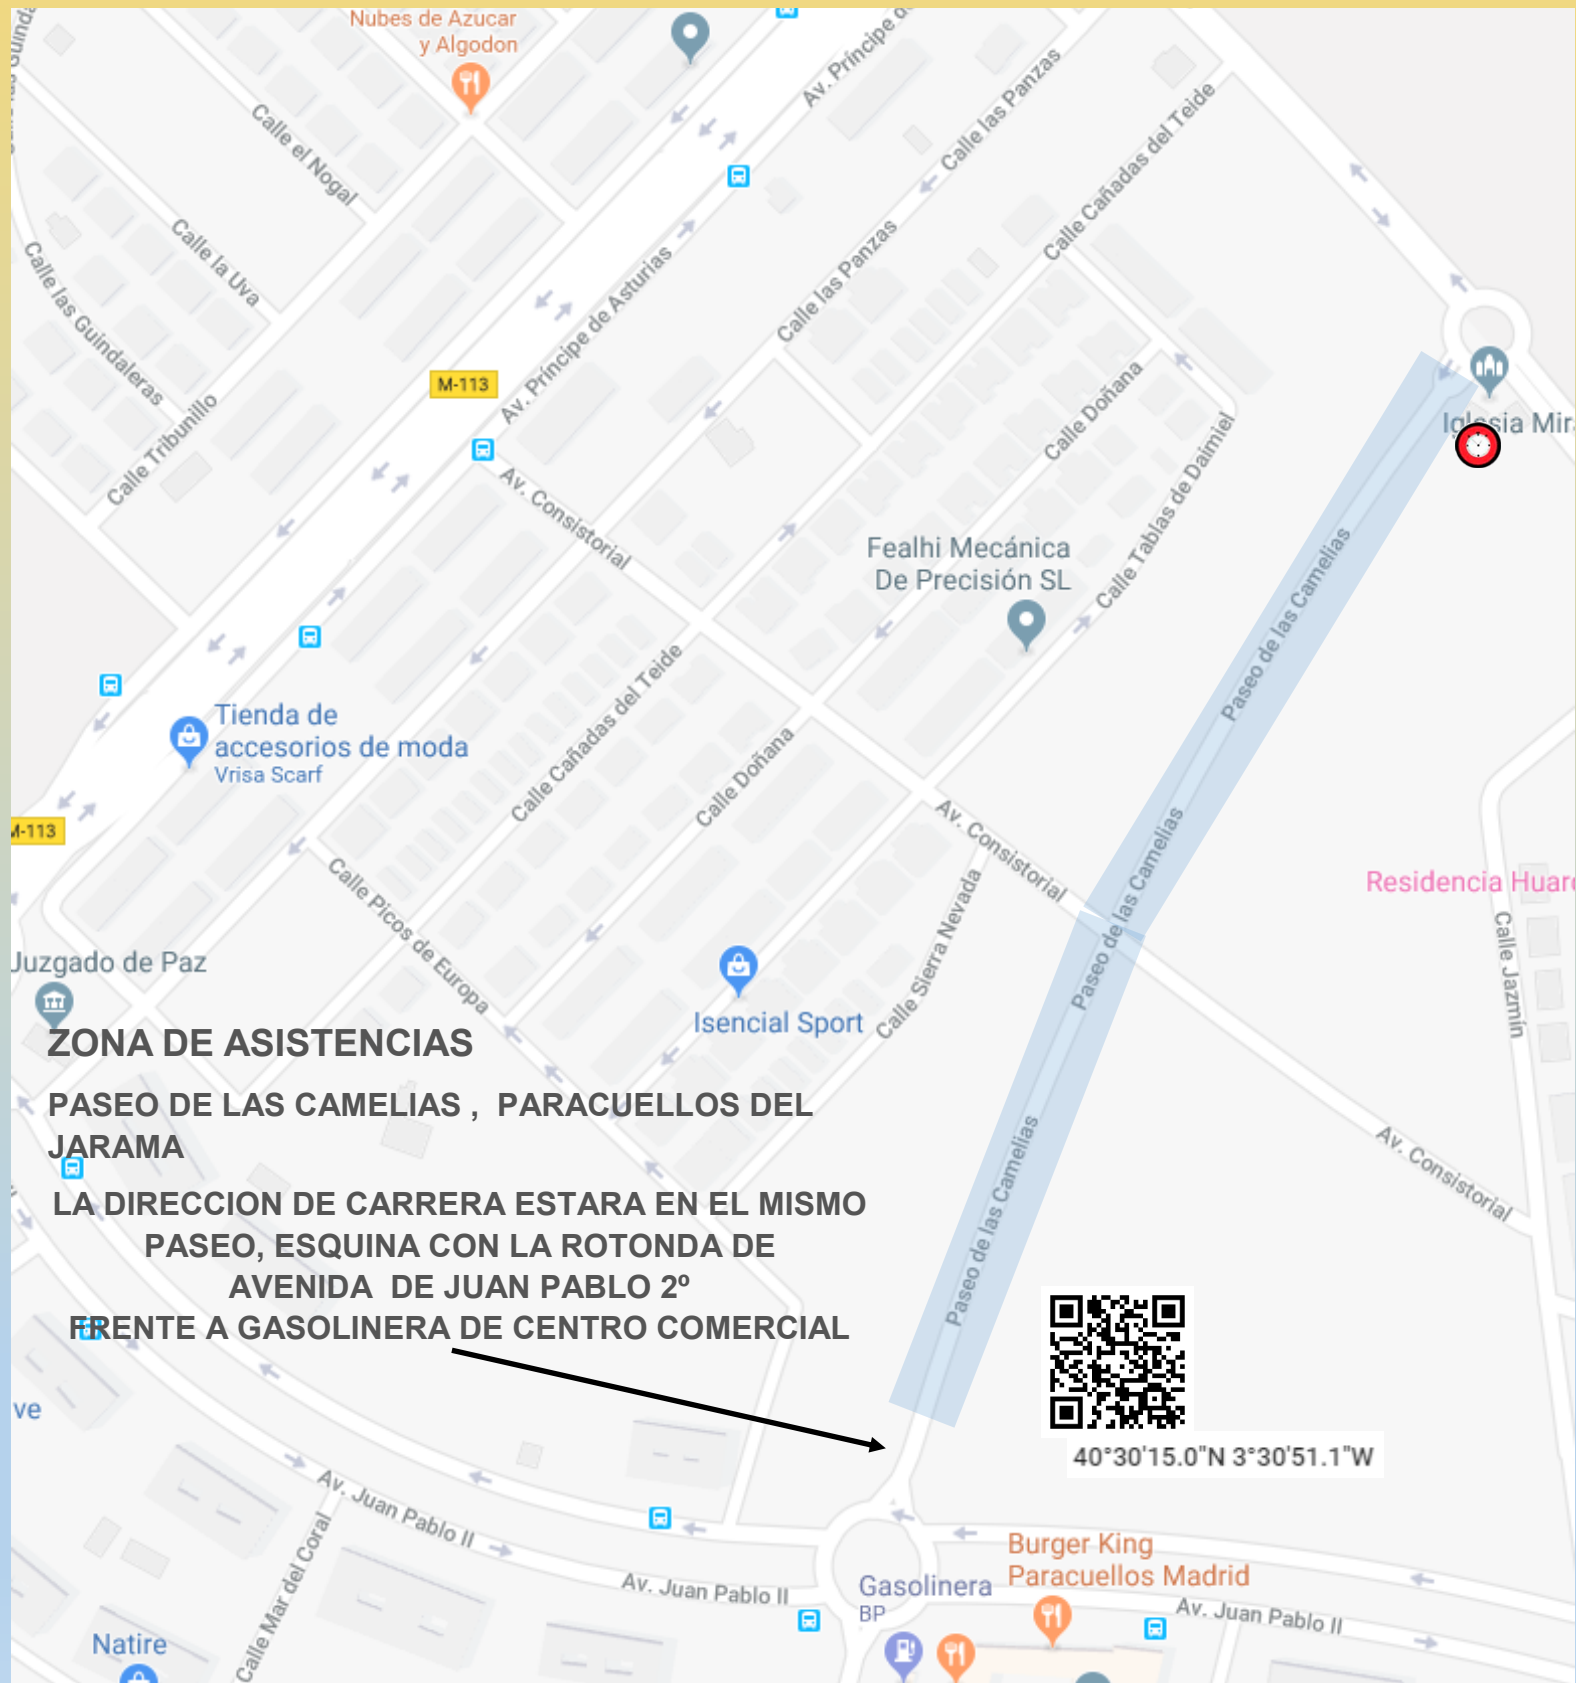 Nubes de Azucar
y Algodon
Av. Príncipe de
Calle las Panzas
Calle Cañadas del Teide
Calle el Nogal
Calle la Uva
Calle las Guindaleras
Calle Tribunillo
M-113
Av. Príncipe de Asturias
Calle las Panzas
Av. Consistorial
Calle Doñana
Calle Tablas de Daimiel
Iglesia Mir
Fealhi Mecánica
De Precisión SL
Paseo de las Camelias
Tienda de
accesorios de moda
Vrisa Scarf
Calle Cañadas del Teide
Calle Doñana
M-113
Av. Consistorial
Paseo de las Camelias
Calle Picos de Europa
Calle Sierra Nevada
Residencia Huar
Calle Jazmín
Juzgado de Paz
Isencial Sport
Paseo de las Camelias
ZONA DE ASISTENCIAS
PASEO DE LAS CAMELIAS , PARACUELLOS DEL
JARAMA
LA DIRECCION DE CARRERA ESTARA EN EL MISMO
PASEO, ESQUINA CON LA ROTONDA DE
AVENIDA DE JUAN PABLO 2º
FRENTE A GASOLINERA DE CENTRO COMERCIAL
Av. Consistorial
40°30'15.0"N 3°30'51.1"W
ve
Av. Juan Pablo II
Calle Mar del Coral
Av. Juan Pablo II
Gasolinera
BP
Burger King
Paracuellos Madrid
Av. Juan Pablo II
Natire